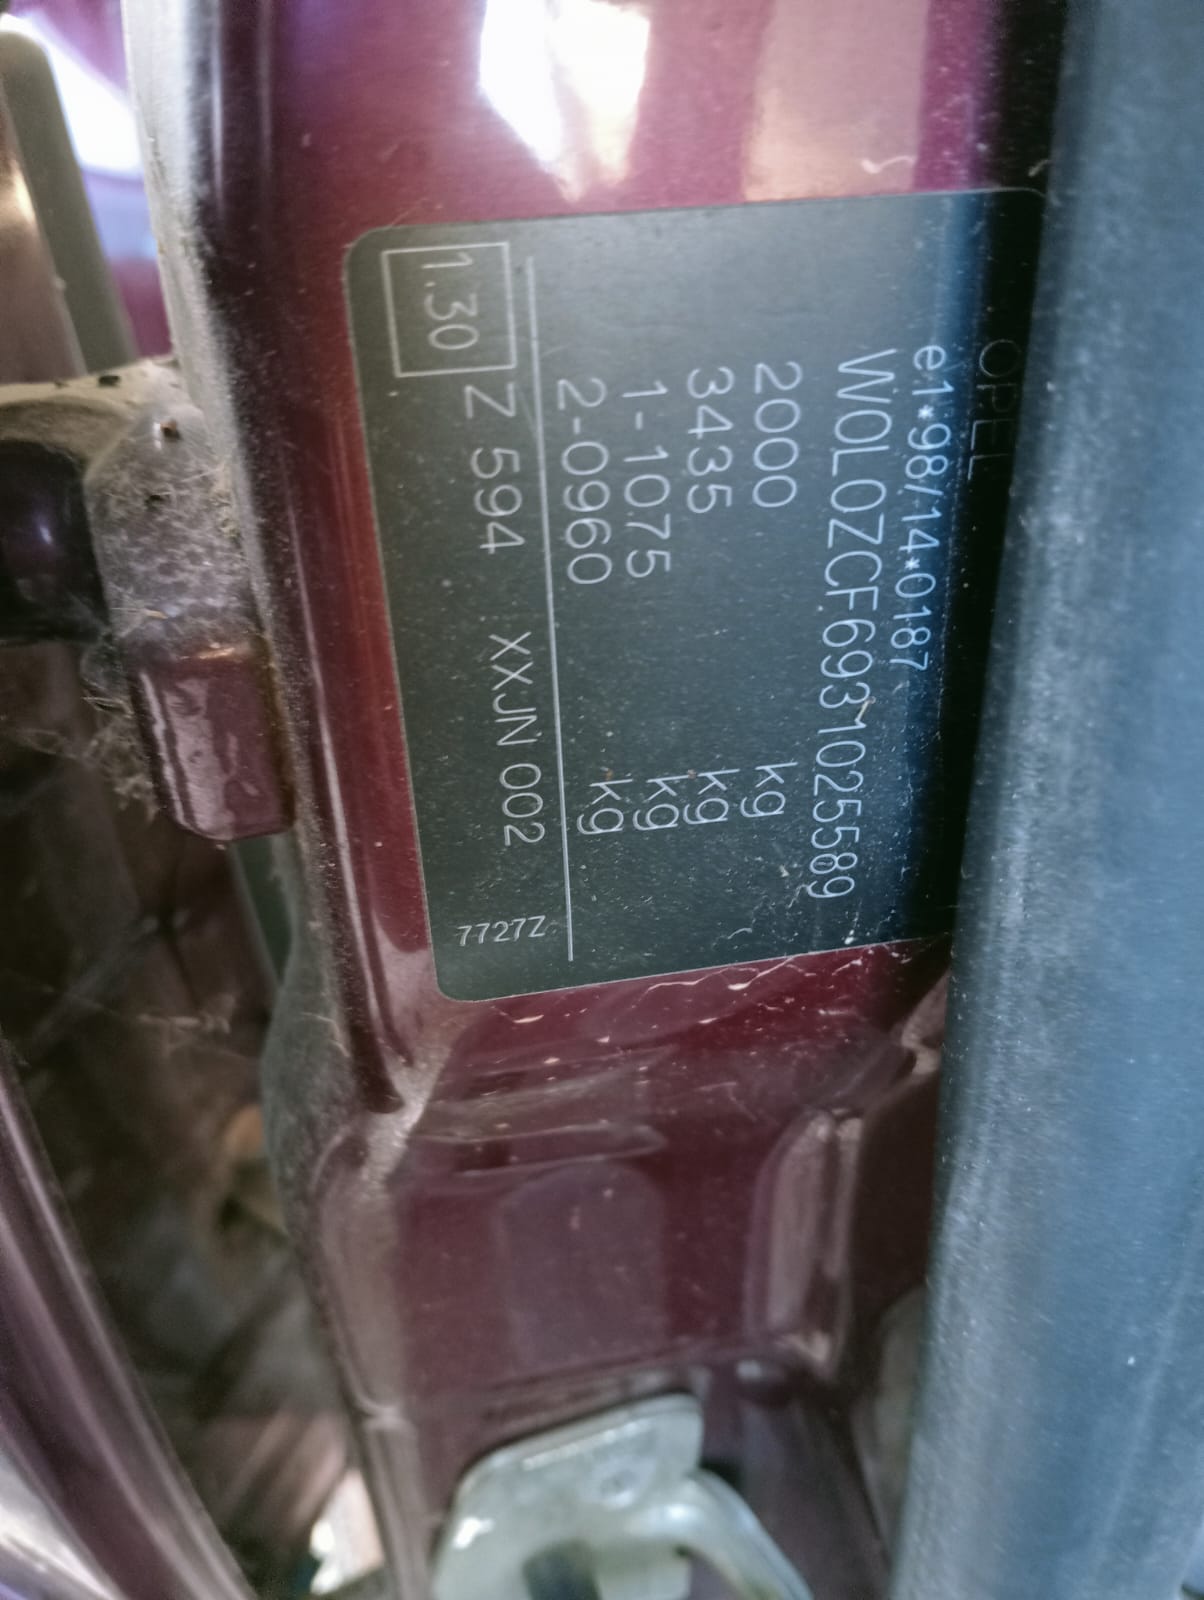 OPEL
e1*98/14*0187
W0L0ZCF6931025589
2000 kg
3435 kg
1-1075 kg
2-0960 kg
1.30 Z 594 XXJN 002
7727Z